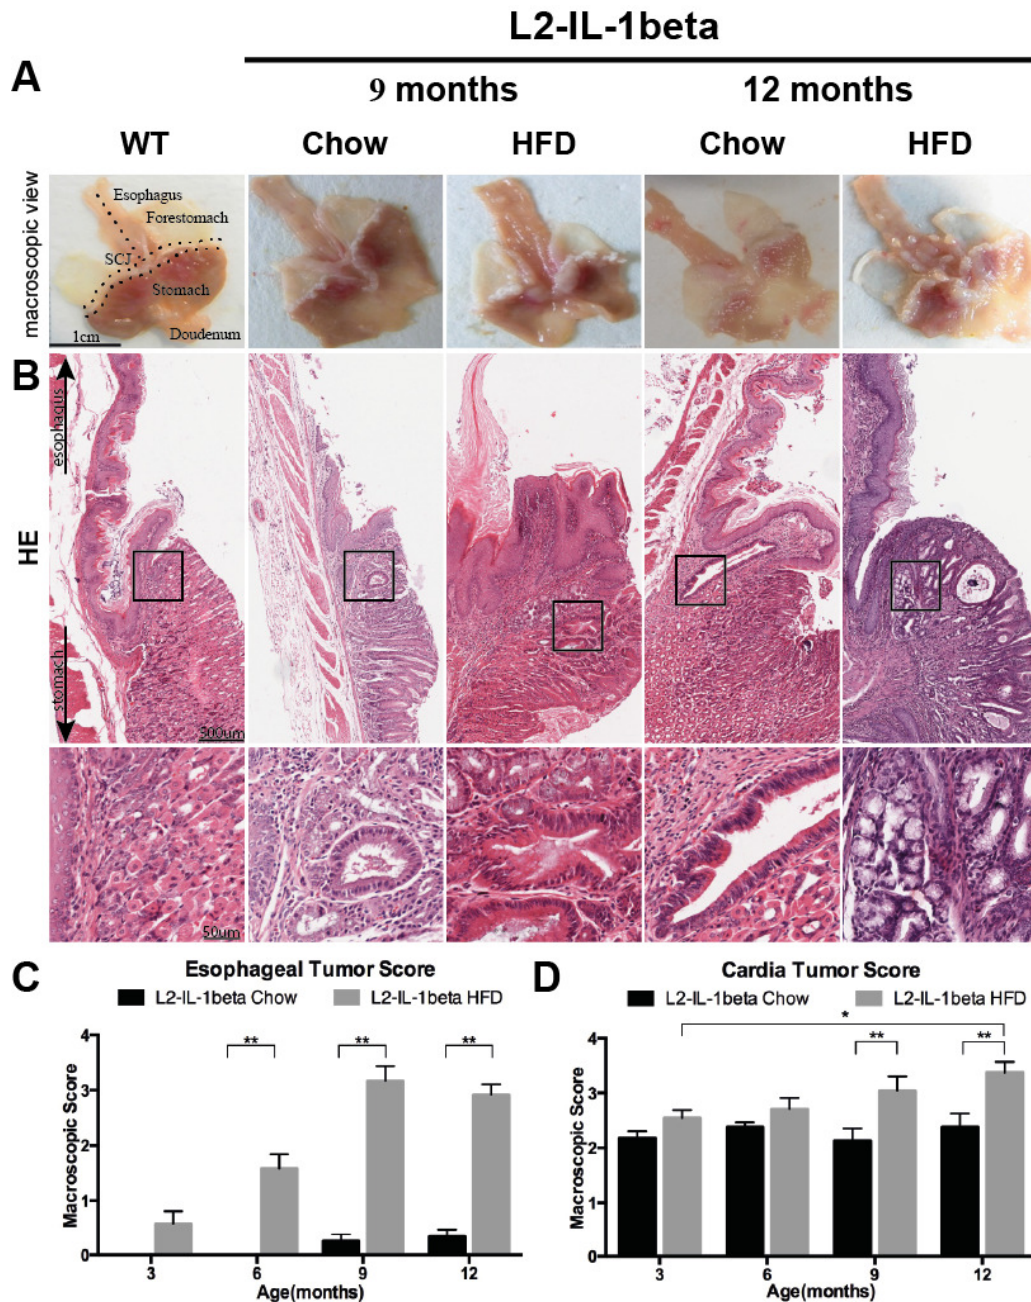 L2-IL-1beta
A
9 months
12 months
WT
Chow
HFD
Chow
HFD
macroscopic view
Esophagus
Forestomach
SCJ
Stomach
1cm
Doudenum
B
HE
esophagus
stomach
300um
50um
C
Esophageal Tumor Score
L2-IL-1beta Chow
L2-IL-1beta HFD
Macroscopic Score
4
3
2
1
0
**
**
**
3
6
9
12
Age(months)
D
Cardia Tumor Score
L2-IL-1beta Chow
L2-IL-1beta HFD
Macroscopic Score
4
3
2
1
0
*
**
**
3
6
9
12
Age(months)